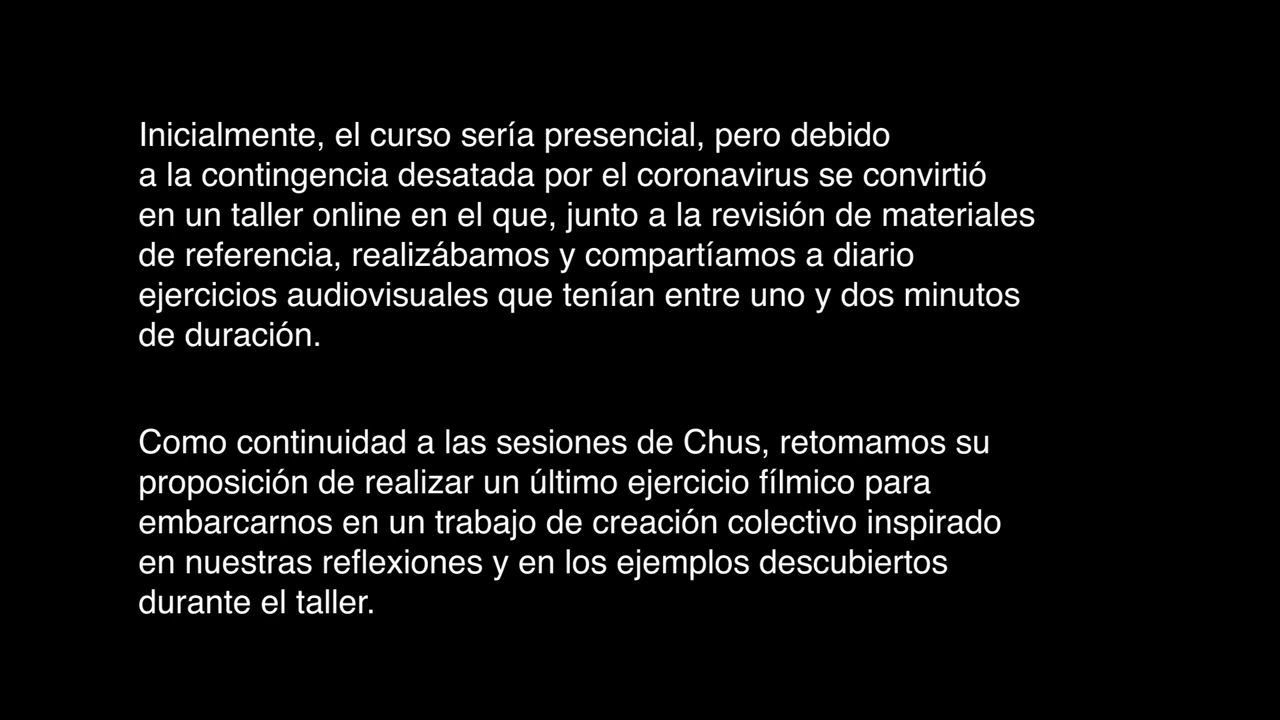 Inicialmente, el curso sería presencial, pero debido
a la contingencia desatada por el coronavirus se convirtió
en un taller online en el que, junto a la revisión de materiales
de referencia, realizábamos y compartíamos a diario
ejercicios audiovisuales que tenían entre uno y dos minutos
de duración.
Como continuidad a las sesiones de Chus, retomamos su
proposición de realizar un último ejercicio fílmico para
embarcarnos en un trabajo de creación colectivo inspirado
en nuestras reflexiones y en los ejemplos descubiertos
durante el taller.